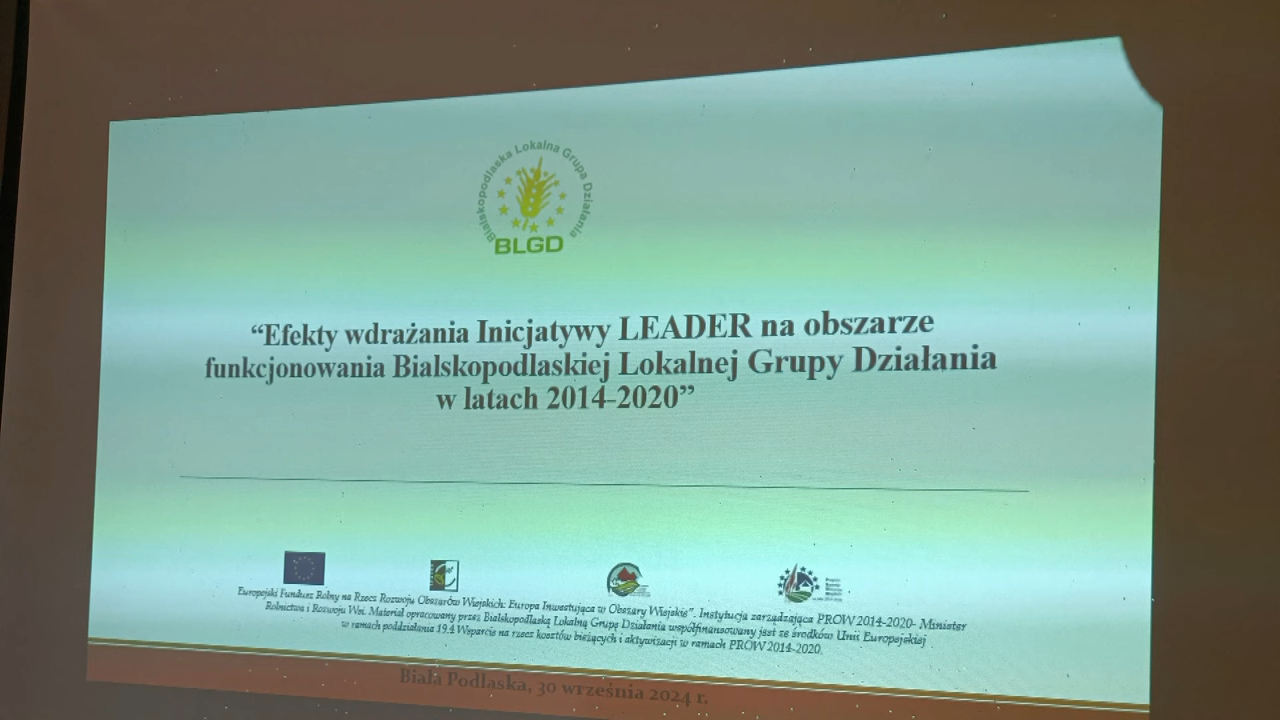 Bialskopodlaska Lokalna Grupa Działania
BLGD
“Efekty wdrażania Inicjatywy LEADER na obszarze
funkcjonowania Bialskopodlaskiej Lokalnej Grupy Działania
w latach 2014-2020”
Europejski Fundusz Rolny na Rzecz Rozwoju Obszarów Wiejskich: Europa Inwestująca w Obszary Wiejskie”. Instytucja zarządzająca PROW 2014-2020- Minister
Rolnictwa i Rozwoju Wsi. Materiał opracowany przez Bialskopodlaską Lokalną Grupę Działania współfinansowany jest ze środków Unii Europejskiej
w ramach poddziałania 19.4 Wsparcie na rzecz kosztów bieżących i aktywizacji w ramach PROW 2014-2020.
Biała Podlaska, 30 września 2024 r.